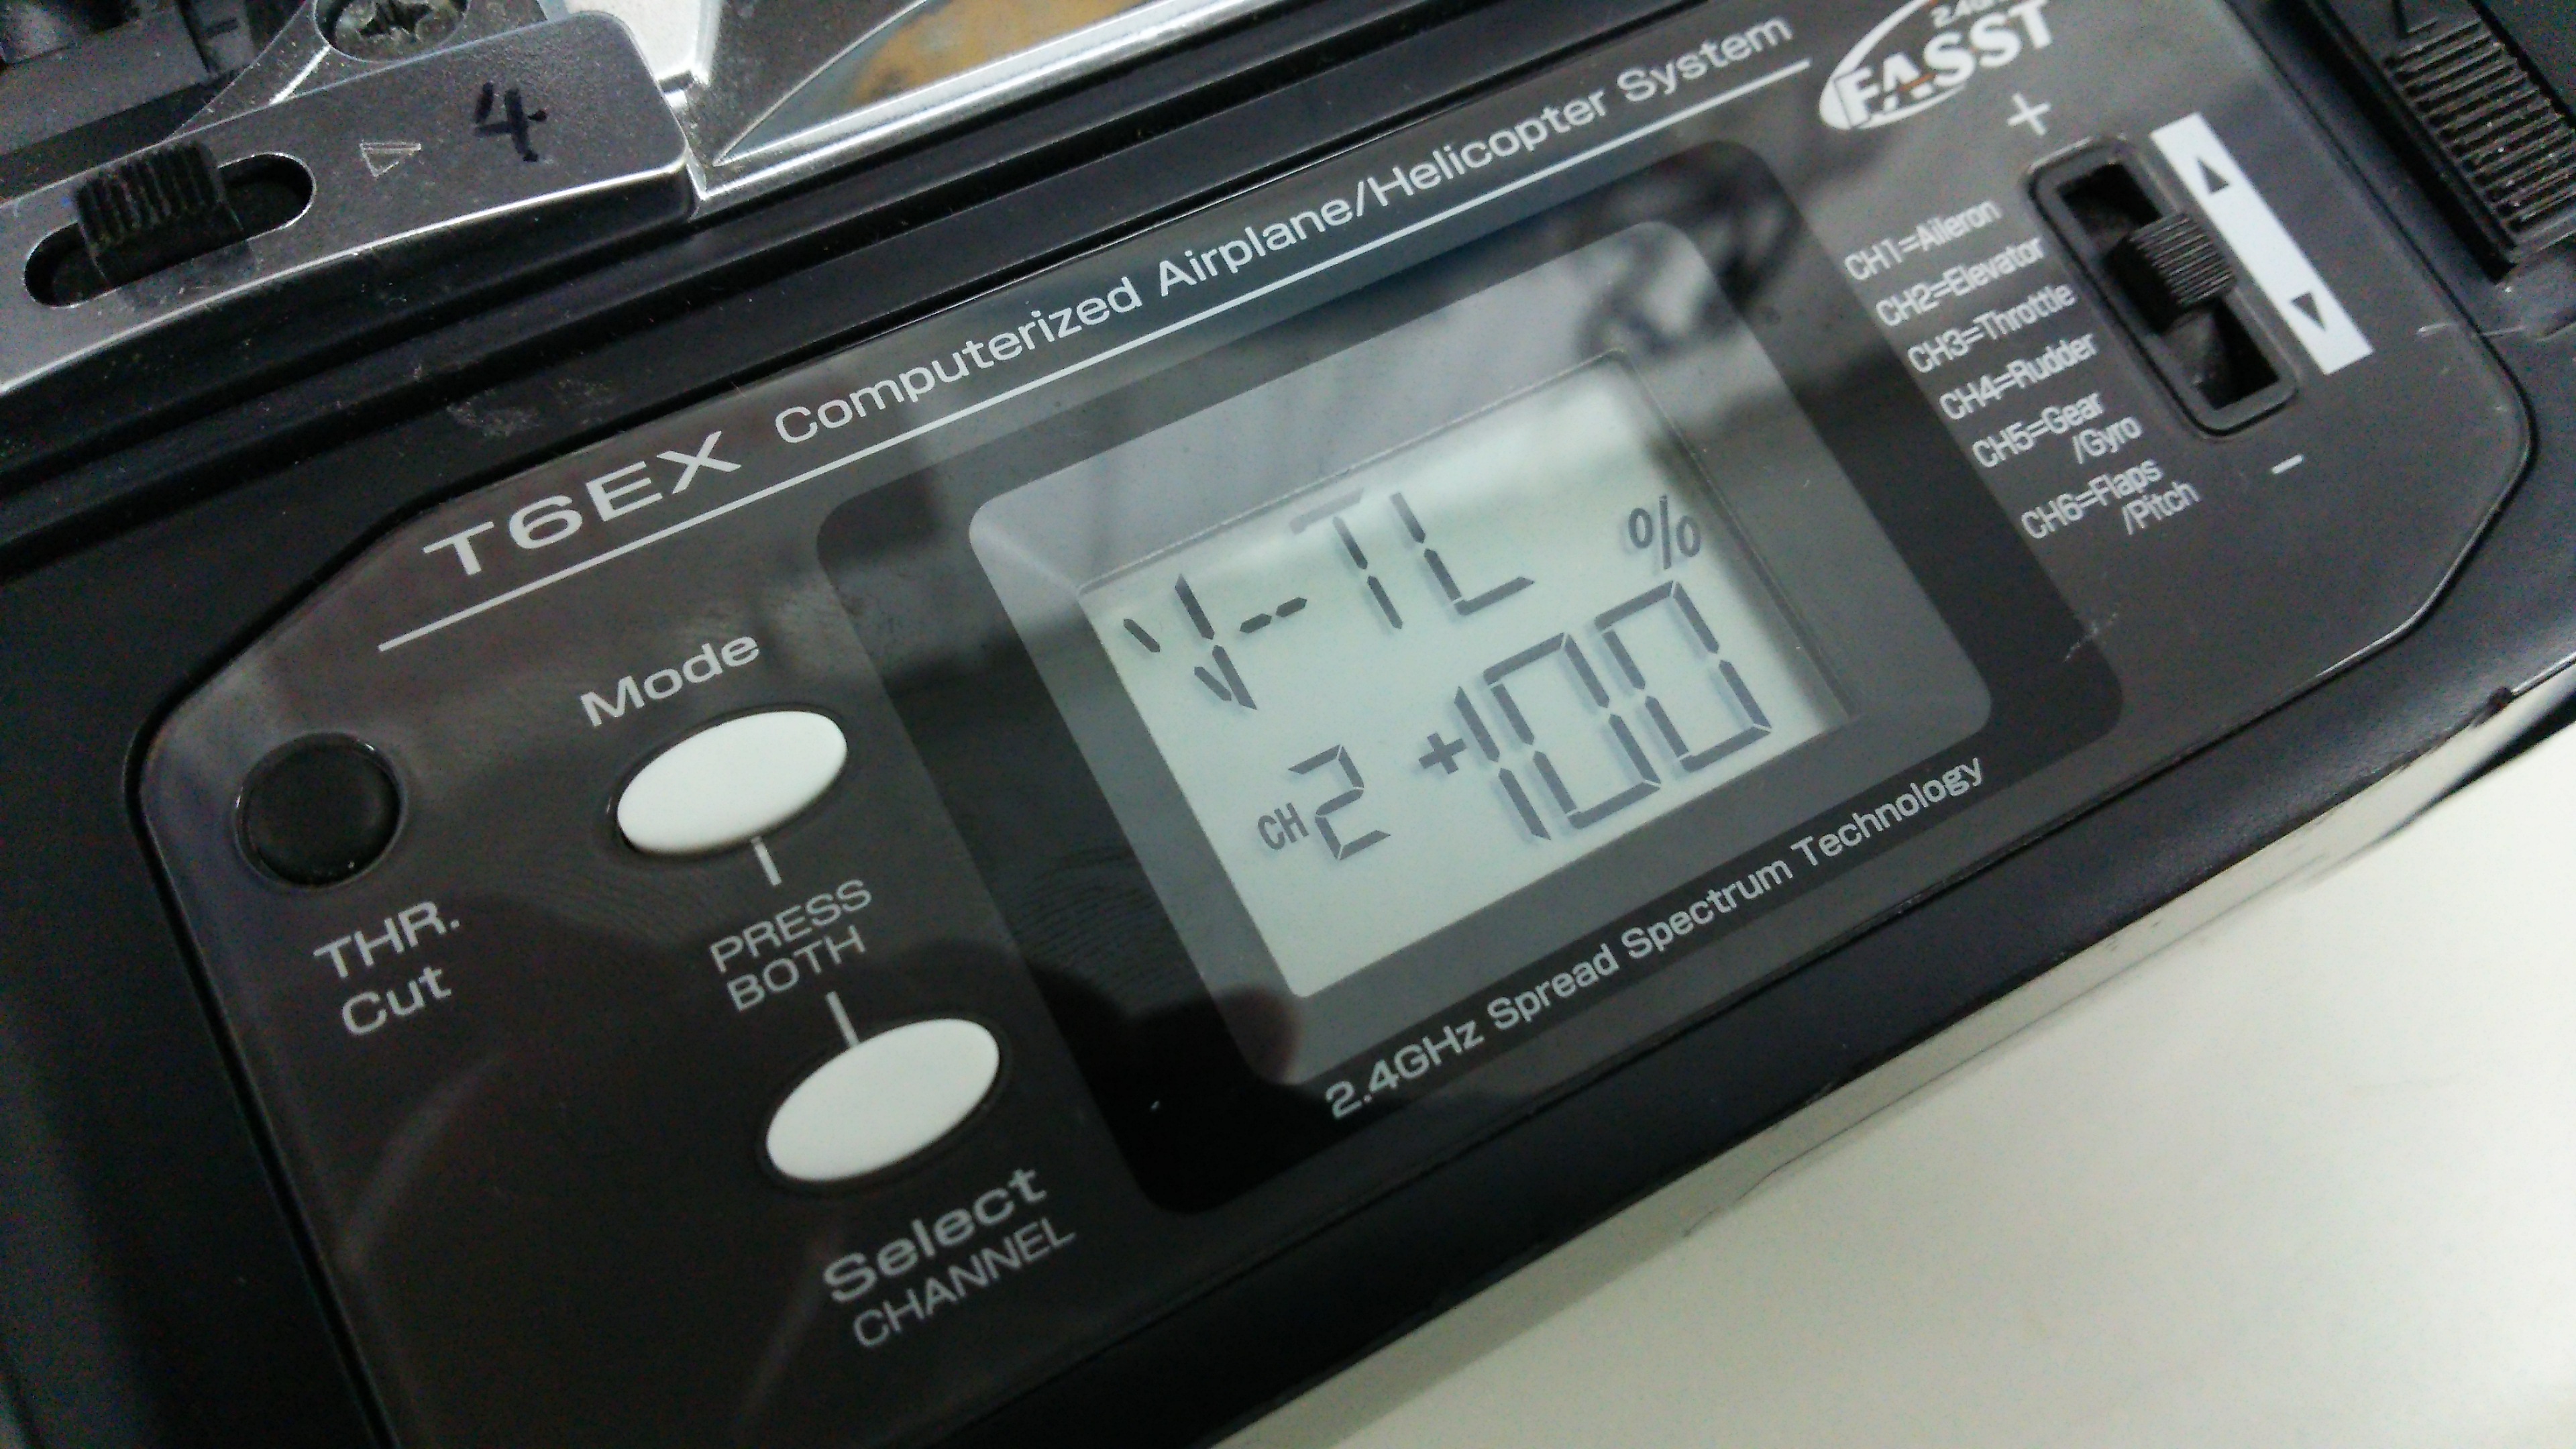 4
2.4GHz
FASST
T6EX Computerized Airplane/Helicopter System
+
CH1=Aileron
CH2=Elevator
CH3=Throttle
CH4=Rudder
CH5=Gear
/Gyro
CH6=Flaps
/Pitch
−
V-TL
%
CH2 +100
Mode
THR.
Cut
PRESS
BOTH
Select
CHANNEL
2.4GHz Spread Spectrum Technology